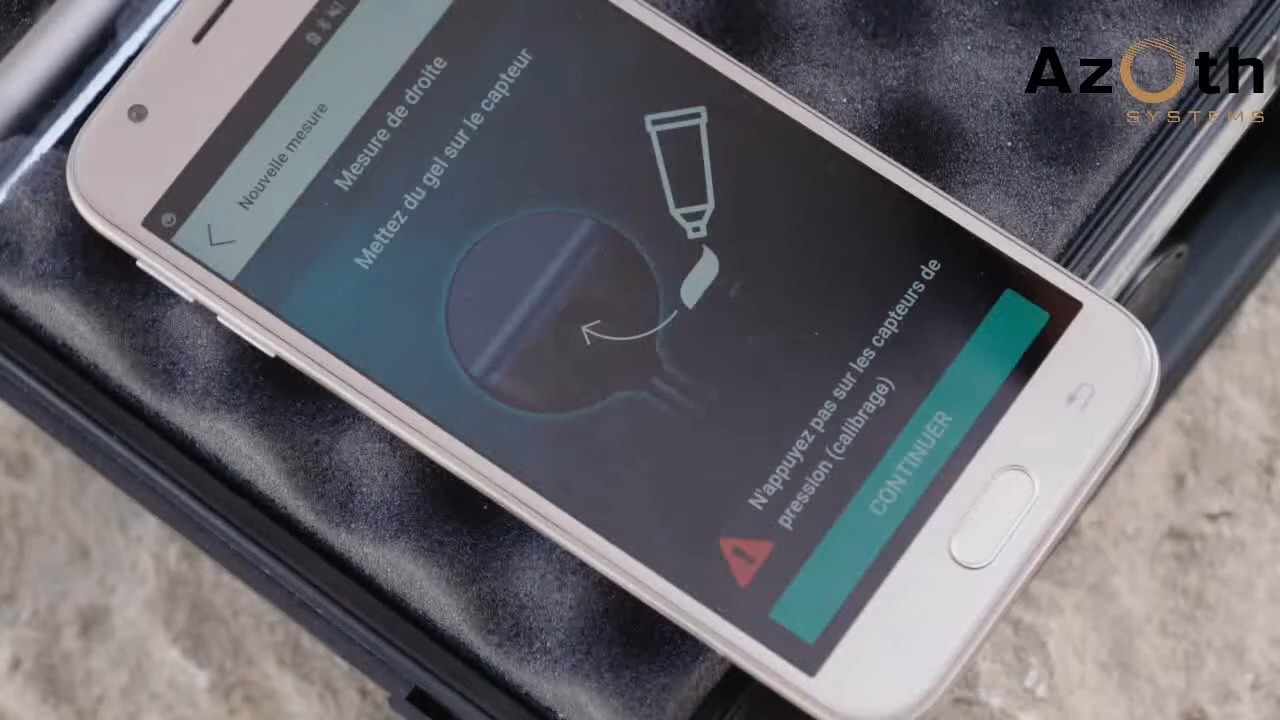 Azoth
SYSTEMS
Nouvelle mesure
Mesure de droite
Mettez du gel sur le capteur
N'appuyez pas sur les capteurs de
pression (calibrage)
CONTINUER